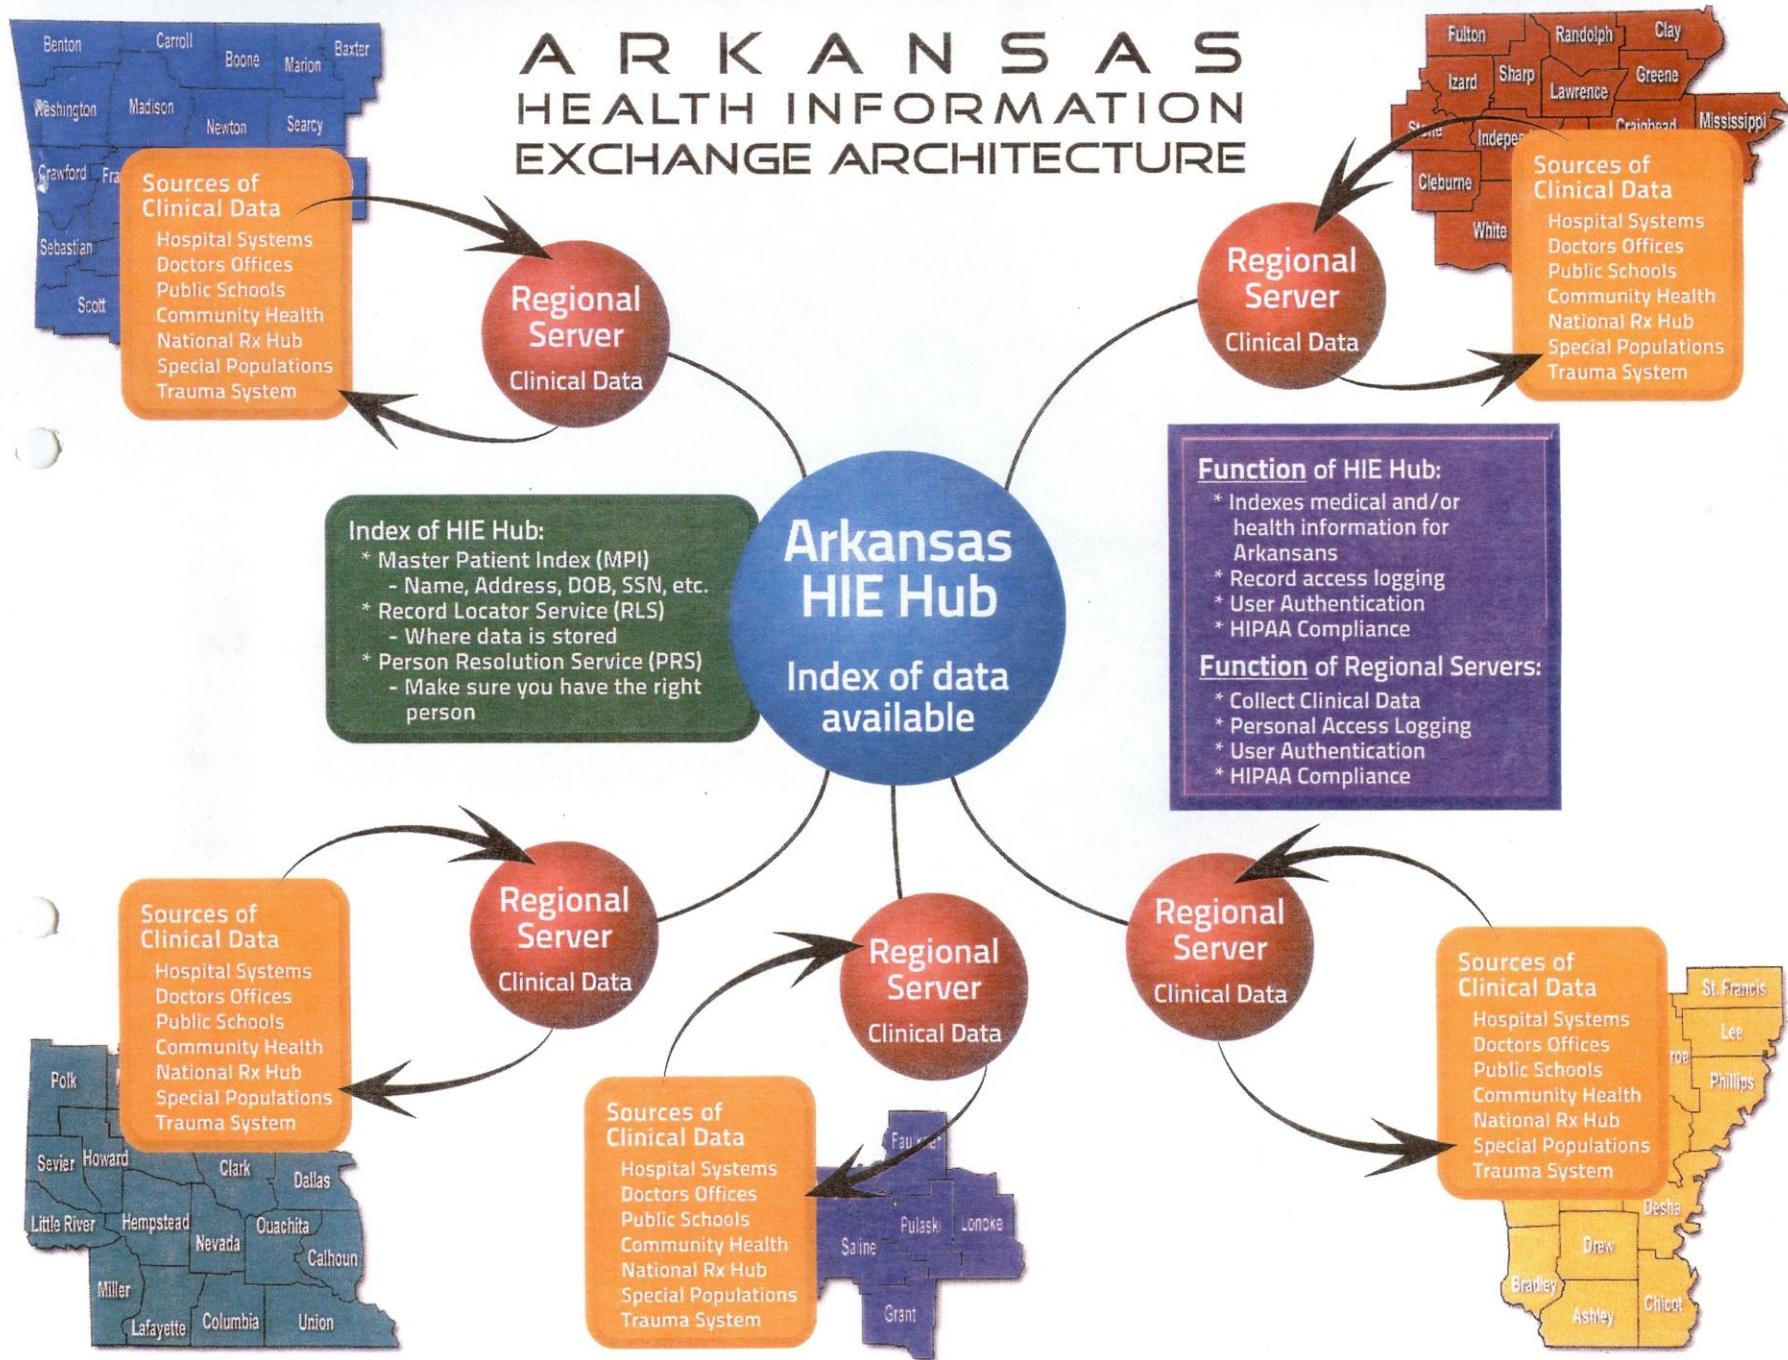 ARKANSAS
HEALTH INFORMATION
EXCHANGE ARCHITECTURE
Benton
Carroll
Boone
Marion
Baxter
Washington
Madison
Newton
Searcy
Crawford
Fra
Sebastian
Scott
Sources of
Clinical Data
Hospital Systems
Doctors Offices
Public Schools
Community Health
National Rx Hub
Special Populations
Trauma System
Regional
Server
Clinical Data
Fulton
Randolph
Clay
Izard
Sharp
Lawrence
Greene
Stone
Indepen
Craighead
Mississippi
Cleburne
White
Sources of
Clinical Data
Hospital Systems
Doctors Offices
Public Schools
Community Health
National Rx Hub
Special Populations
Trauma System
Regional
Server
Clinical Data
Index of HIE Hub:
* Master Patient Index (MPI)
- Name, Address, DOB, SSN, etc.
* Record Locator Service (RLS)
- Where data is stored
* Person Resolution Service (PRS)
- Make sure you have the right
person
Arkansas
HIE Hub
Index of data
available
Function of HIE Hub:
* Indexes medical and/or
health information for
Arkansans
* Record access logging
* User Authentication
* HIPAA Compliance
Function of Regional Servers:
* Collect Clinical Data
* Personal Access Logging
* User Authentication
* HIPAA Compliance
Sources of
Clinical Data
Hospital Systems
Doctors Offices
Public Schools
Community Health
National Rx Hub
Special Populations
Trauma System
Regional
Server
Clinical Data
Polk
Sevier
Howard
Clark
Dallas
Little River
Hempstead
Nevada
Ouachita
Calhoun
Miller
Lafayette
Columbia
Union
Regional
Server
Clinical Data
Sources of
Clinical Data
Hospital Systems
Doctors Offices
Public Schools
Community Health
National Rx Hub
Special Populations
Trauma System
Faulkner
Pulaski
Lonoke
Saline
Grant
Regional
Server
Clinical Data
Sources of
Clinical Data
Hospital Systems
Doctors Offices
Public Schools
Community Health
National Rx Hub
Special Populations
Trauma System
St. Francis
Lee
roe
Phillips
Desha
Drew
Bradley
Ashley
Chicot